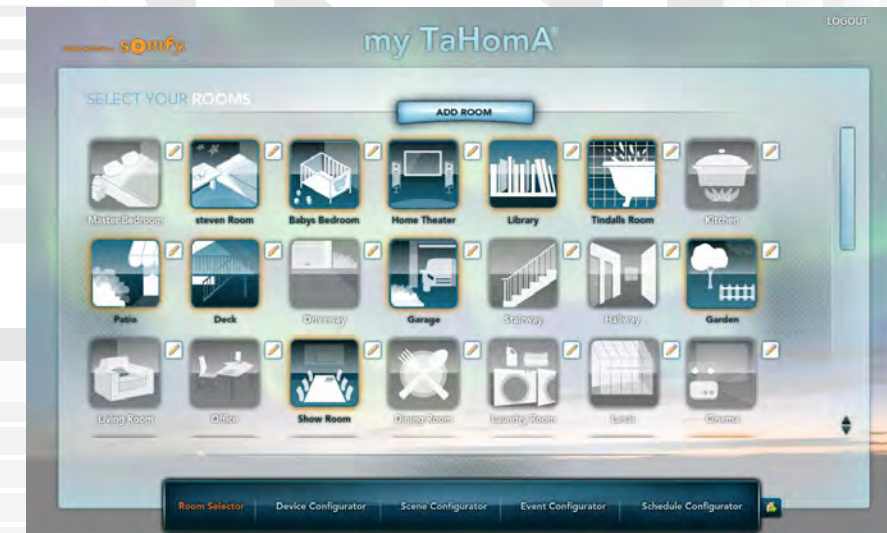 LOGOUT
somfy.
my TaHomA
SELECT YOUR ROOMS
ADD ROOM
Master Bedroom steven Room Babys Bedroom Home Theater Library Tindalls Room Kitchen
Patio Deck Driveway Garage Stairway Hallway Garden
Living Room Office Show Room Dining Room Laundry Room Lanai Cinema
Room Selector Device Configurator Scene Configurator Event Configurator Schedule Configurator